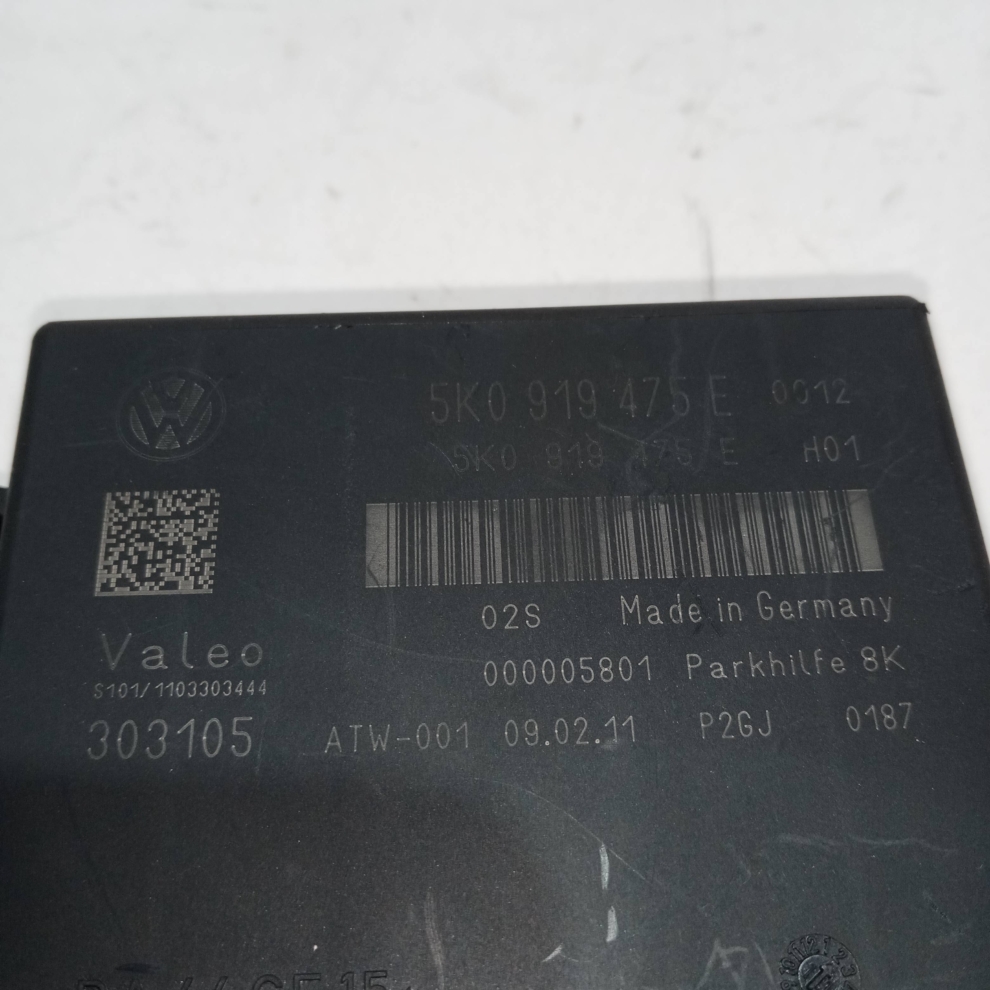 5K0 919 475 E 0012
5K0 919 475 E H01
02S Made in Germany
Valeo
000005801 Parkhilfe 8K
S101/1103303444
303105 ATW-001 09.02.11 P2GJ 0187